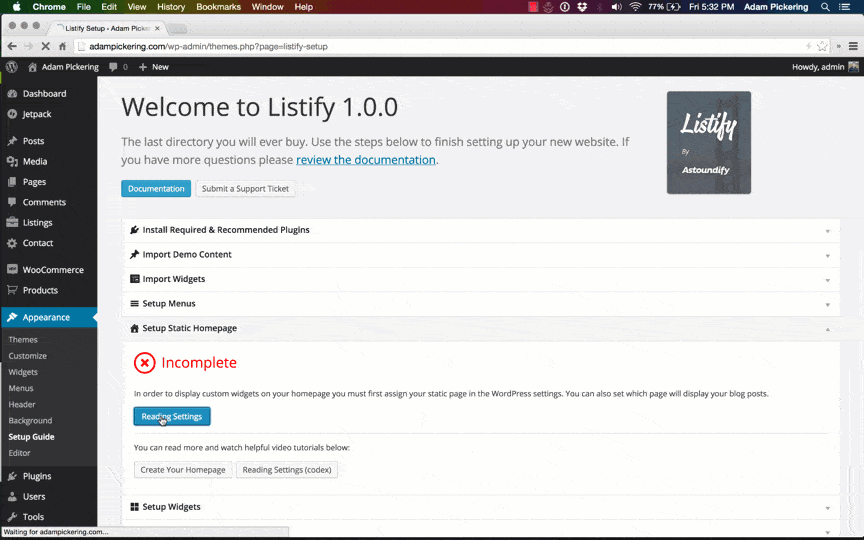 Chrome File Edit View History Bookmarks Window Help 77% Fri 5:32 PM Adam Pickering
Listify Setup ‹ Adam Picker × Adam Pickering
adampickering.com/wp-admin/themes.php?page=listify-setup
Adam Pickering 0 + New Howdy, admin
Dashboard
Jetpack
Posts
Media
Pages
Comments
Listings
Contact
WooCommerce
Products
Appearance
Themes
Customize
Widgets
Menus
Header
Background
Setup Guide
Editor
Plugins
Users
Tools
Welcome to Listify 1.0.0
The last directory you will ever buy. Use the steps below to finish setting up your new website. If
you have more questions please review the documentation.
Documentation Submit a Support Ticket
Listify
By
Astoundify
Install Required & Recommended Plugins
Import Demo Content
Import Widgets
Setup Menus
Setup Static Homepage
Incomplete
In order to display custom widgets on your homepage you must first assign your static page in the WordPress settings. You can also set which page will display your blog posts.
Reading Settings
You can read more and watch helpful video tutorials below:
Create Your Homepage Reading Settings (codex)
Setup Widgets
Waiting for adampickering.com...